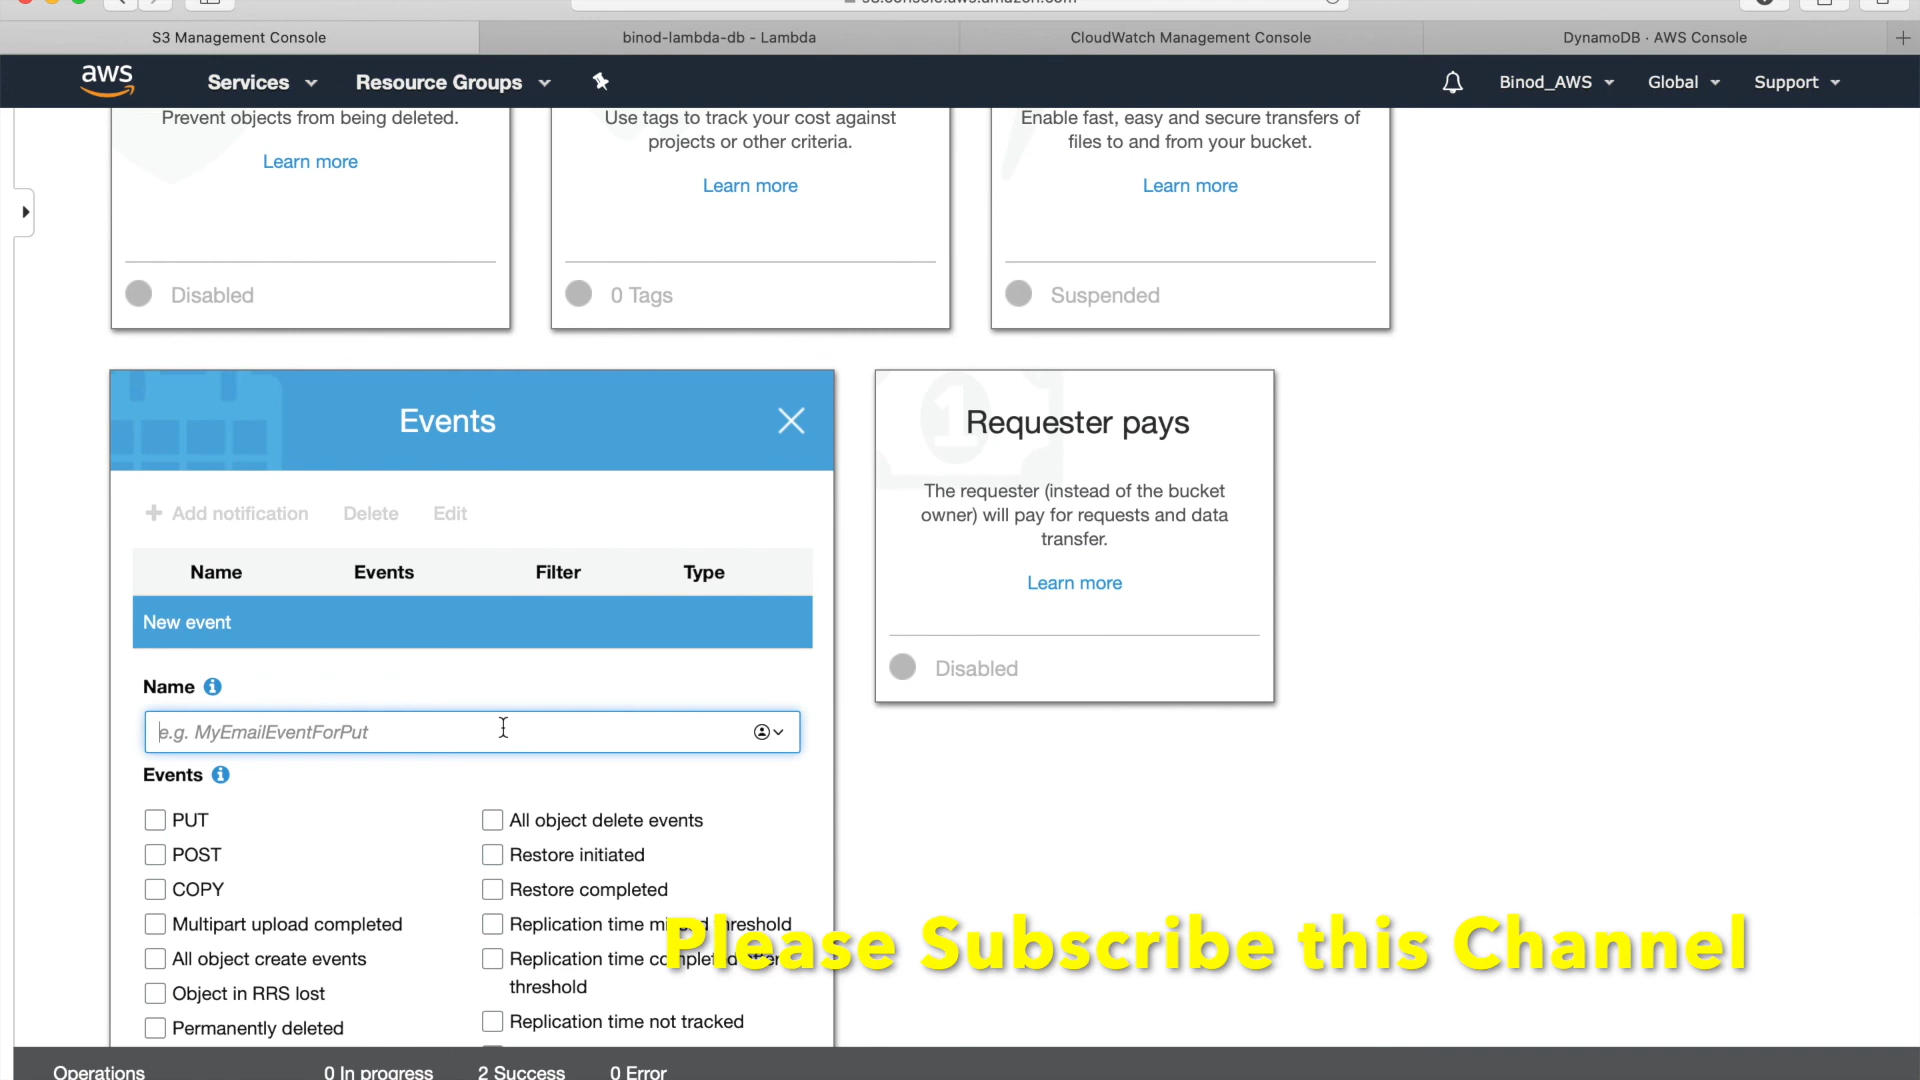 S3 Management Console
binod-lambda-db - Lambda
CloudWatch Management Console
DynamoDB · AWS Console
aws
Services
Resource Groups
Binod_AWS
Global
Support
Prevent objects from being deleted.
Learn more
Disabled
Use tags to track your cost against
projects or other criteria.
Learn more
0 Tags
Enable fast, easy and secure transfers of
files to and from your bucket.
Learn more
Suspended
Events
Add notification
Delete
Edit
Name
Events
Filter
Type
New event
Name
e.g. MyEmailEventForPut
Events
PUT
POST
COPY
Multipart upload completed
All object create events
Object in RRS lost
Permanently deleted
All object delete events
Restore initiated
Restore completed
Replication time threshold
Replication time
threshold
Replication time not tracked
Requester pays
The requester (instead of the bucket
owner) will pay for requests and data
transfer.
Learn more
Disabled
Please Subscribe this Channel
Operations
0 In progress
2 Success
0 Error